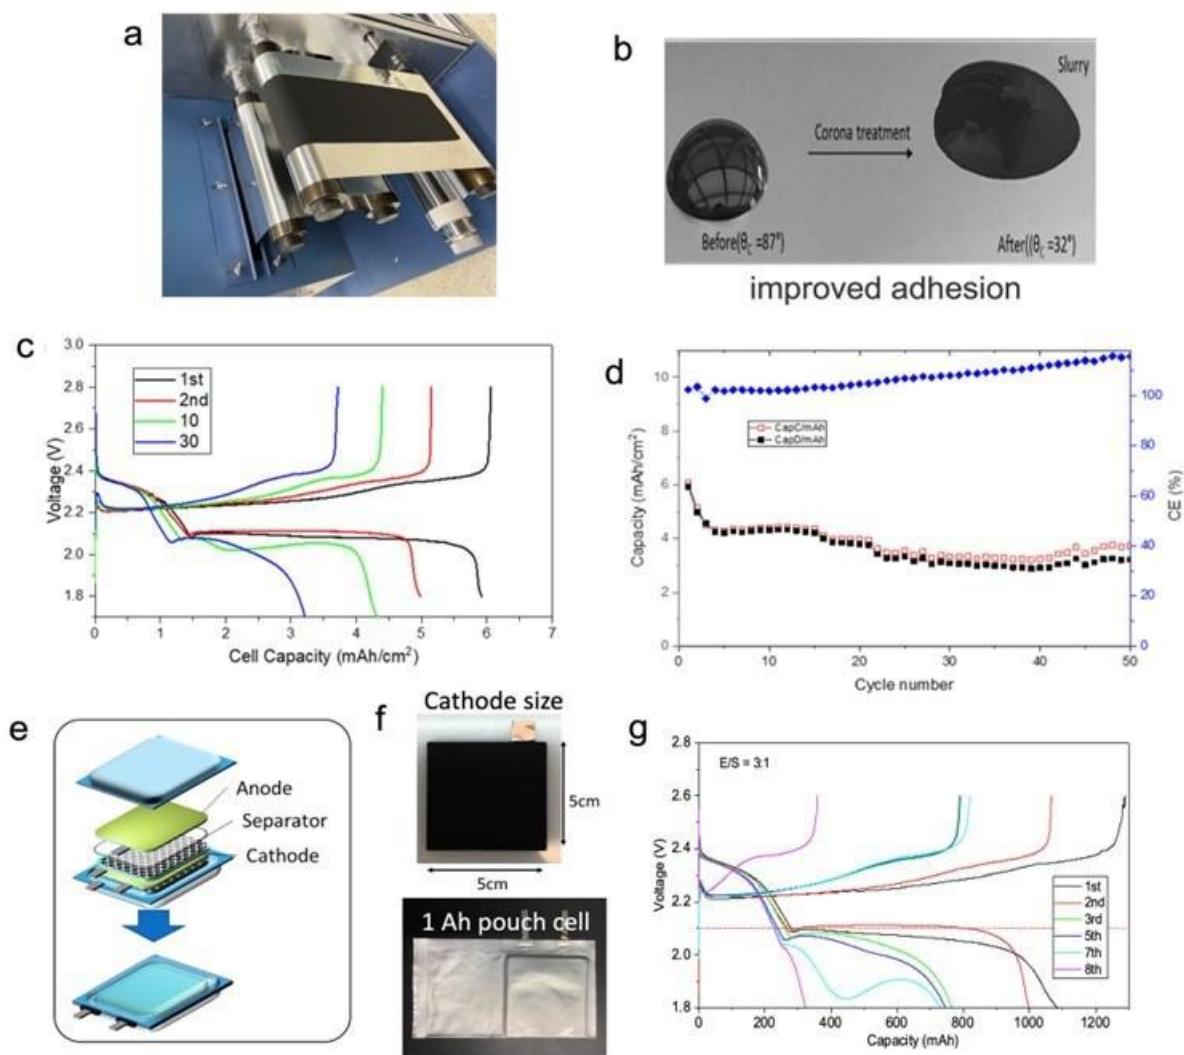 a
b
Slurry
Corona treatment
Before(θC =87°)
After((θC =32°)
improved adhesion
c
3.0
2.8
2.6
2.4
2.2
2.0
1.8
Voltage (V)
1st
2nd
10
30
0 1 2 3 4 5 6 7
Cell Capacity (mAh/cm²)
d
10
8
6
4
2
0
Capacity (mAh/cm²)
CapC/mAh
CapD/mAh
100
80
60
40
20
0
CE (%)
0 10 20 30 40 50
Cycle number
e
Anode
Separator
Cathode
f
Cathode size
5cm
5cm
1 Ah pouch cell
g
2.8
2.6
2.4
2.2
2.0
1.8
Voltage (V)
E/S = 3:1
1st
2nd
3rd
5th
7th
8th
0 200 400 600 800 1000 1200
Capacity (mAh)